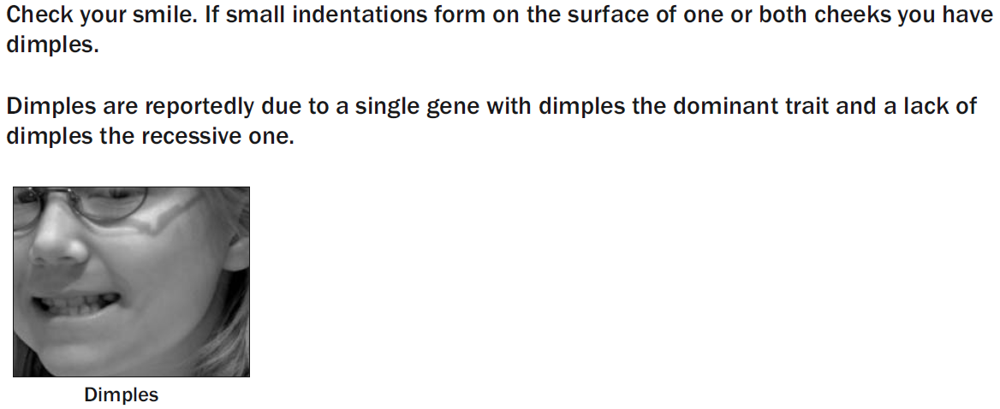 Check your smile. If small indentations form on the surface of one or both cheeks you have
dimples.
Dimples are reportedly due to a single gene with dimples the dominant trait and a lack of
dimples the recessive one.
Dimples